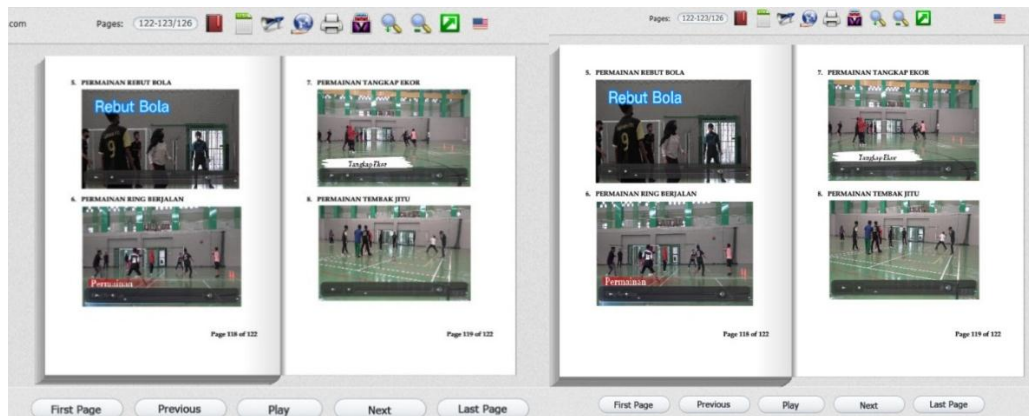 com
Pages: 122-123/126
5. PERMAINAN REBUT BOLA
Rebut Bola
9
6. PERMAINAN RING BERJALAN
Permainan
Page 118 of 122
7. PERMAINAN TANGKAP EKOR
Tangkap Ekor
8. PERMAINAN TEMBAK JITU
Page 119 of 122
First Page Previous Play Next Last Page
Pages: 122-123/126
5. PERMAINAN REBUT BOLA
Rebut Bola
9
6. PERMAINAN RING BERJALAN
Permainan
Page 118 of 122
7. PERMAINAN TANGKAP EKOR
Tangkap Ekor
8. PERMAINAN TEMBAK JITU
Page 119 of 122
First Page Previous Play Next Last Page